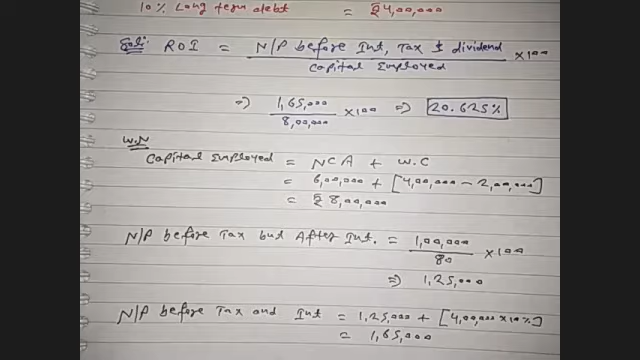 10% Long term debt = ₹4,00,000
Soln: ROI = N/P before Int, Tax & dividend × 100
Capital Employed
⇒ 1,65,000 × 100 ⇒ 20.625%
8,00,000
W.N
Capital Employed = NCA + W.C
= 6,00,000 + [4,00,000 - 2,00,000]
= ₹ 8,00,000
N/P before Tax but After Int. = 1,00,000 × 100
80
⇒ 1,25,000
N/P before Tax and Int = 1,25,000 + [4,00,000 × 10%]
= 1,65,000